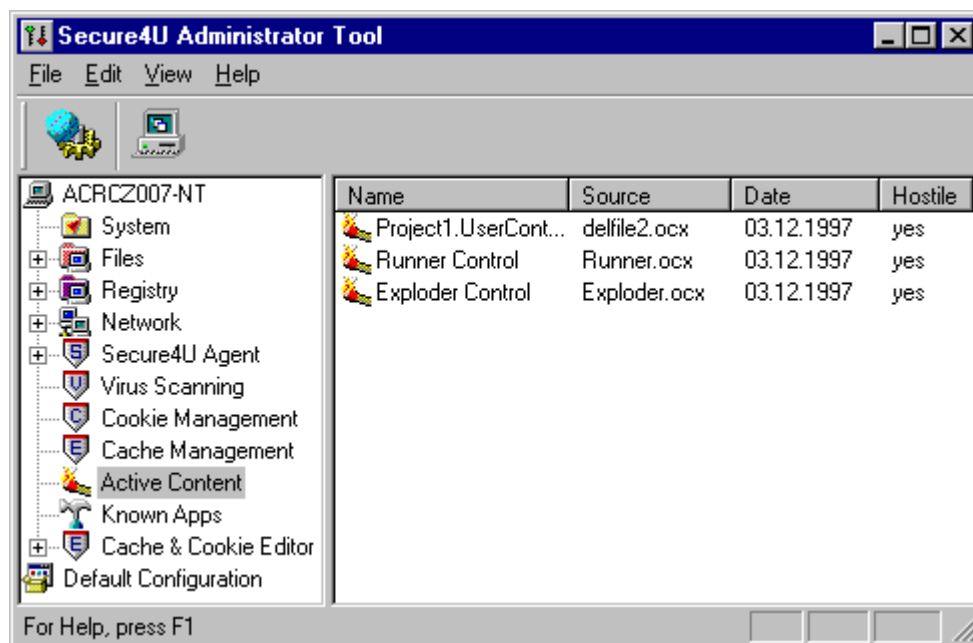 Secure4U Administrator Tool
File Edit View Help
ACRCZ007-NT
System
Files
Registry
Network
Secure4U Agent
Virus Scanning
Cookie Management
Cache Management
Active Content
Known Apps
Cache & Cookie Editor
Default Configuration
Name Source Date Hostile
Project1.UserCont... delfile2.ocx 03.12.1997 yes
Runner Control Runner.ocx 03.12.1997 yes
Exploder Control Exploder.ocx 03.12.1997 yes
For Help, press F1